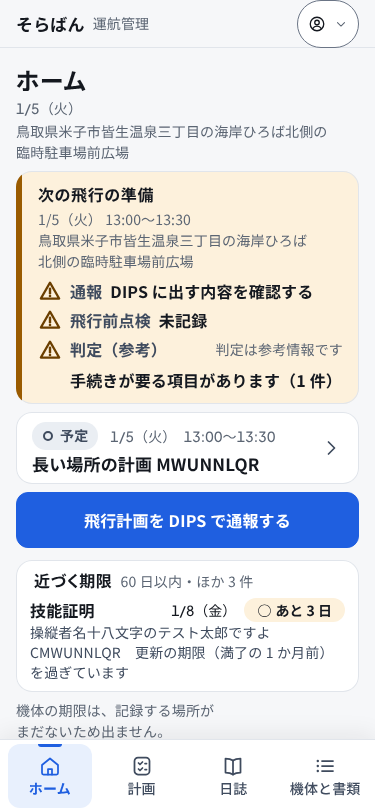 そらばん 運航管理
ホーム
1/5（火）
鳥取県米子市皆生温泉三丁目の海岸ひろば北側の
臨時駐車場前広場
次の飛行の準備
1/5（火） 13:00〜13:30
鳥取県米子市皆生温泉三丁目の海岸ひろば
北側の臨時駐車場前広場
通報 DIPS に出す内容を確認する
飛行前点検 未記録
判定（参考） 判定は参考情報です
手続きが要る項目があります（1 件）
予定 1/5（火） 13:00〜13:30
長い場所の計画 MWUNNLQR
飛行計画を DIPS で通報する
近づく期限 60 日以内・ほか 3 件
技能証明 1/8（金） あと 3 日
操縦者名十八文字のテスト太郎ですよ
CMWUNNLQR 更新の期限（満了の 1 か月前）
を過ぎています
機体の期限は、記録する場所が
まだないため出ません。
ホーム 計画 日誌 機体と書類